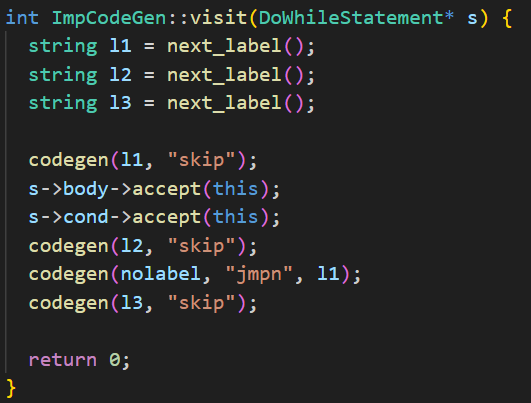 int ImpCodeGen::visit(DoWhileStatement* s) {
  string l1 = next_label();
  string l2 = next_label();
  string l3 = next_label();

  codegen(l1, "skip");
  s->body->accept(this);
  s->cond->accept(this);
  codegen(l2, "skip");
  codegen(nolabel, "jmpn", l1);
  codegen(l3, "skip");

  return 0;
}